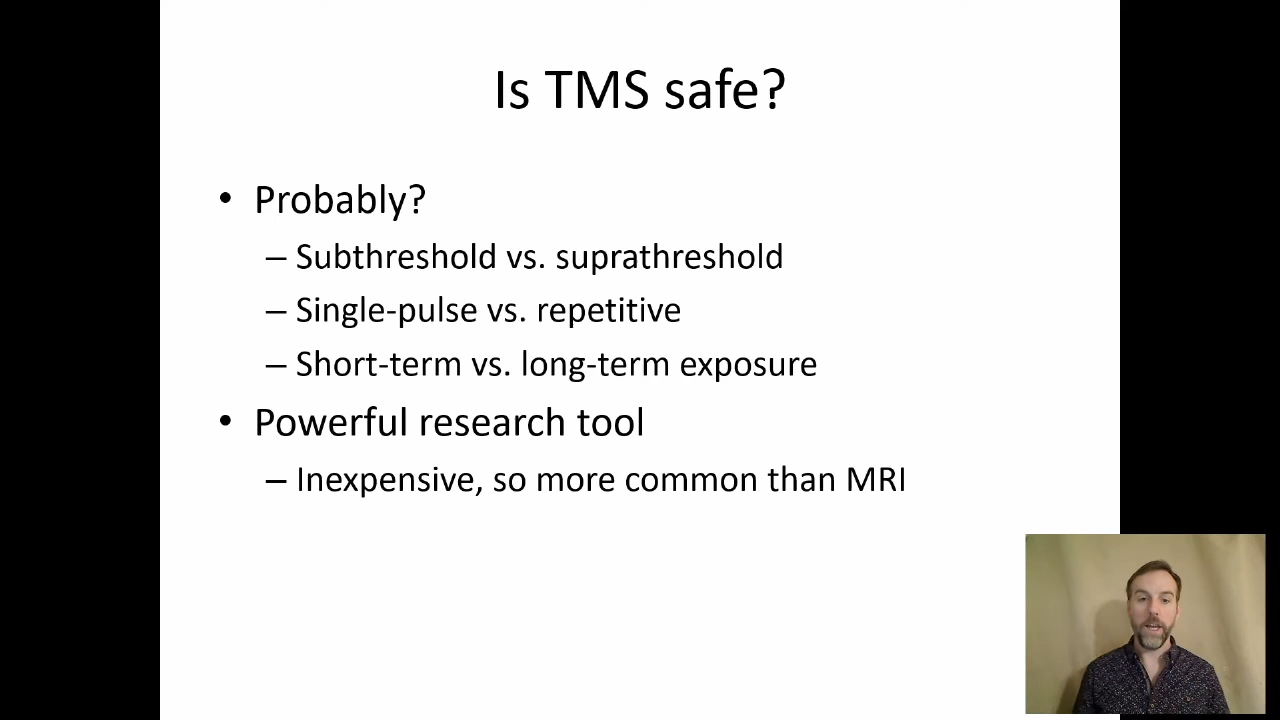 Is TMS safe?
• Probably?
– Subthreshold vs. suprathreshold
– Single-pulse vs. repetitive
– Short-term vs. long-term exposure
• Powerful research tool
– Inexpensive, so more common than MRI